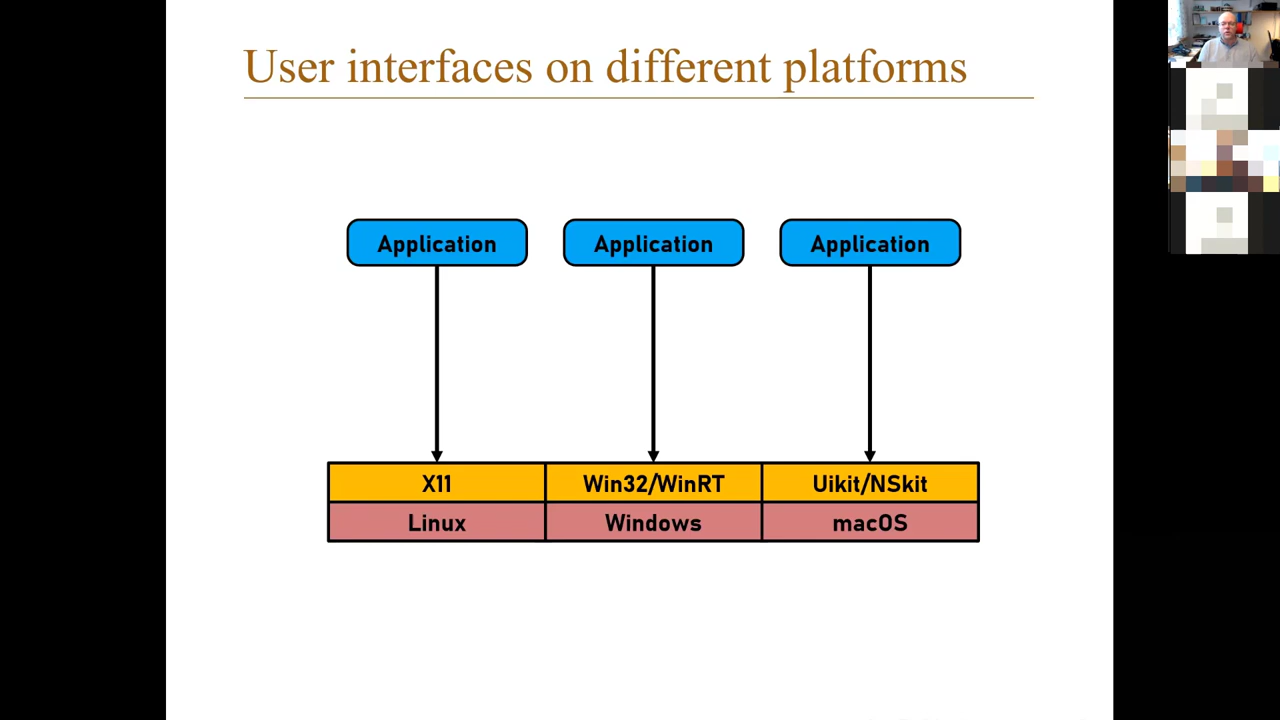 User interfaces on different platforms
Application Application Application
X11 Win32/WinRT Uikit/NSkit
Linux Windows macOS